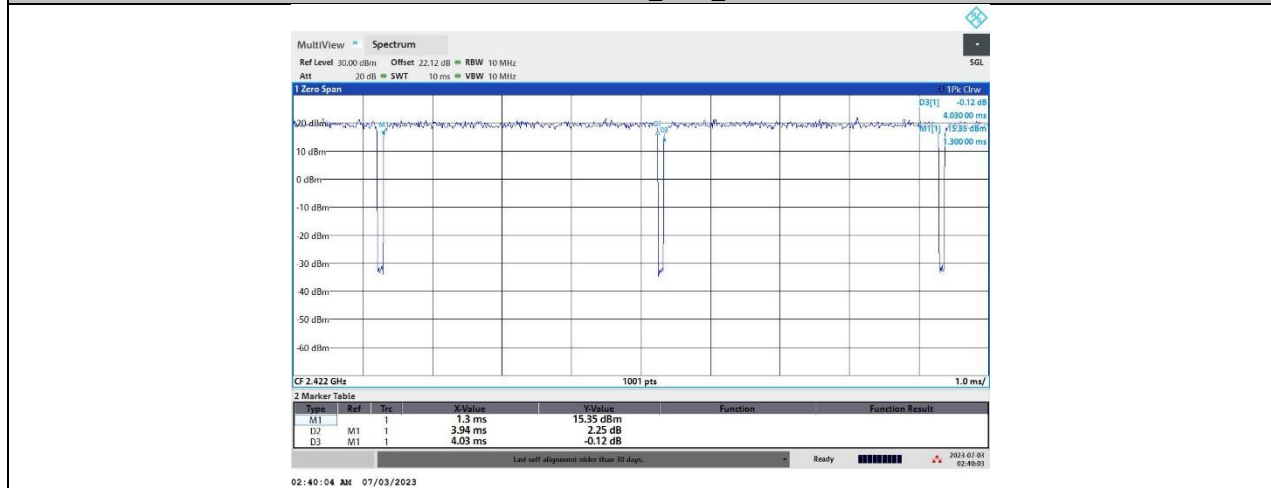 MultiView Spectrum
Ref Level 30.00 dBm Offset 22.12 dB RBW 10 MHz SGL
Att 20 dB SWT 10 ms VBW 10 MHz
1 Zero Span 1Pk Clrw
D3[1] -0.12 dB
4.030 00 ms
20 dBm M1 D2 D3 M1[1] 15.35 dBm
1.300 00 ms
10 dBm
0 dBm
-10 dBm
-20 dBm
-30 dBm
-40 dBm
-50 dBm
-60 dBm
CF 2.422 GHz 1001 pts 1.0 ms/
2 Marker Table
Type Ref Trc X-Value Y-Value Function Function Result
M1 1 1.3 ms 15.35 dBm
D2 M1 1 3.94 ms 2.25 dB
D3 M1 1 4.03 ms -0.12 dB
Last self alignment older than 30 days. Ready 2023-07-03
02:40:03
02:40:04 AM 07/03/2023